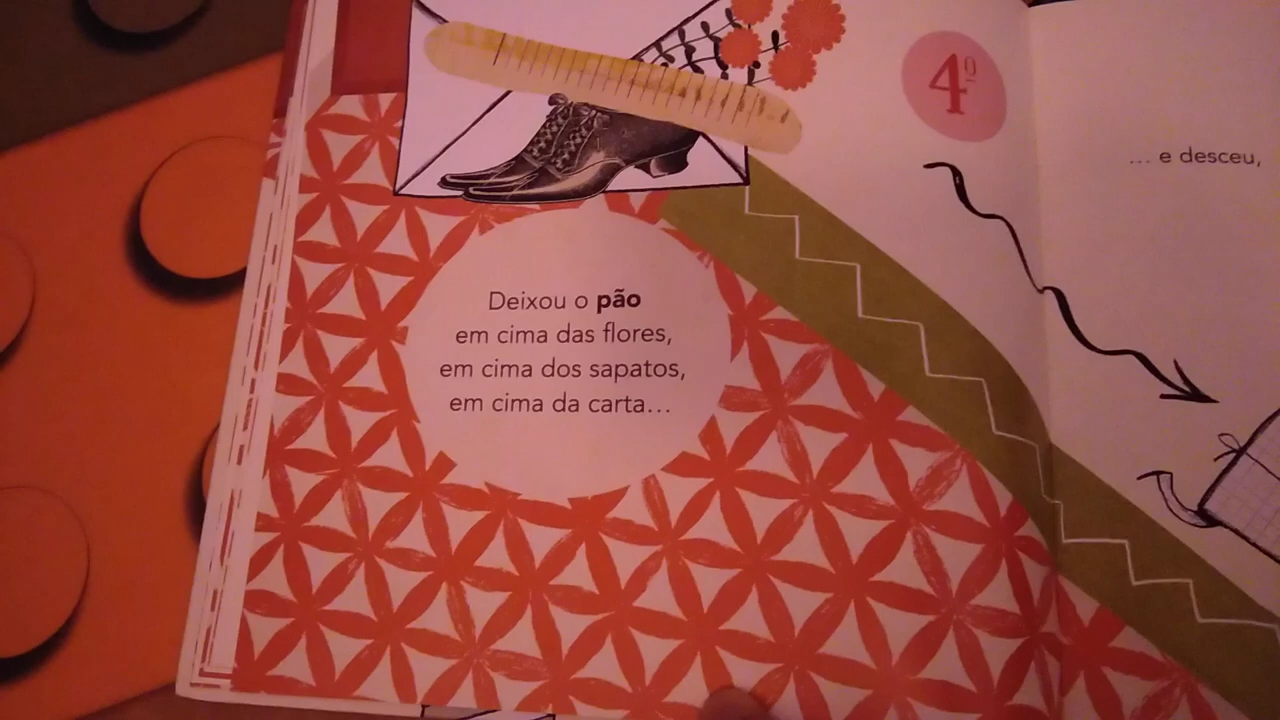 Deixou o pão
em cima das flores,
em cima dos sapatos,
em cima da carta...
4º
... e desceu,